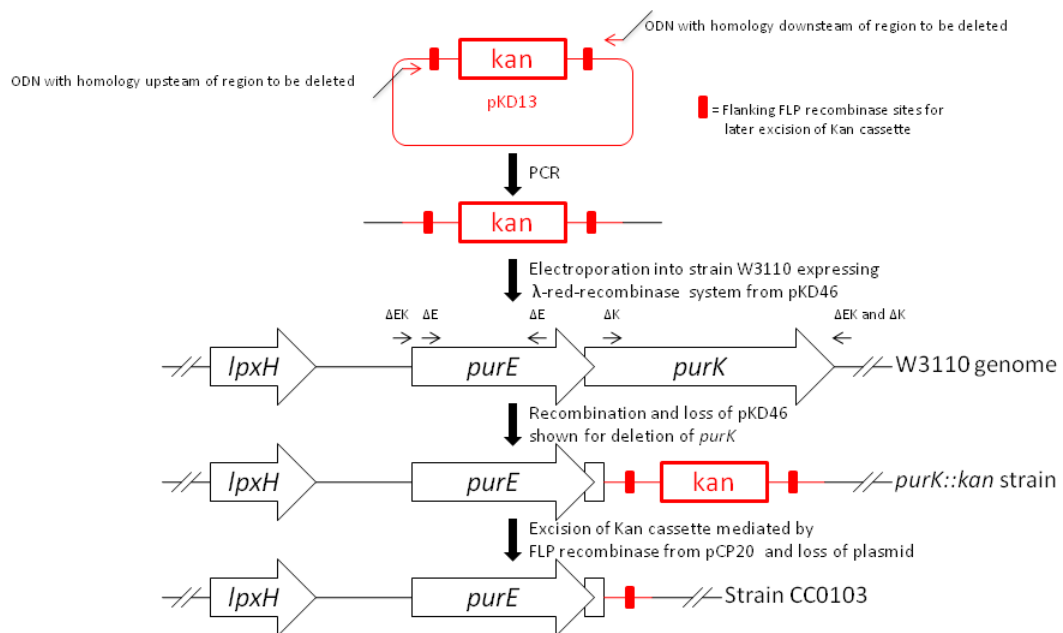 ODN with homology downsteam of region to be deleted
kan
ODN with homology upsteam of region to be deleted
pKD13
= Flanking FLP recombinase sites for
later excision of Kan cassette
PCR
kan
Electroporation into strain W3110 expressing
λ-red-recombinase system from pKD46
ΔEK ΔE ΔE ΔK ΔEK and ΔK
lpxH purE purK W3110 genome
Recombination and loss of pKD46
shown for deletion of purK
lpxH purE kan purK::kan strain
Excision of Kan cassette mediated by
FLP recombinase from pCP20 and loss of plasmid
lpxH purE Strain CC0103